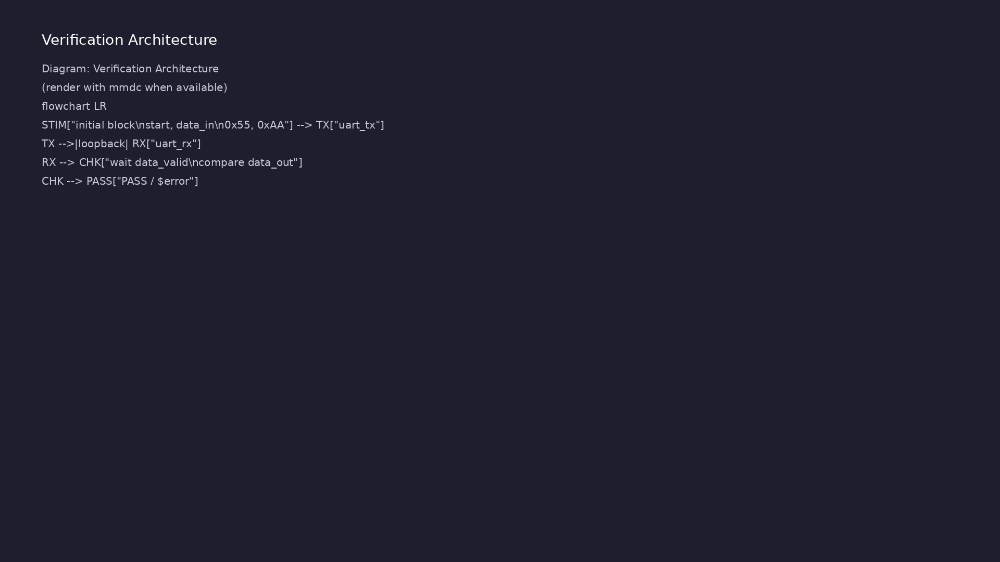 Verification Architecture
Diagram: Verification Architecture
(render with mmdc when available)
flowchart LR
STIM["initial block\nstart, data_in\n0x55, 0xAA"] --> TX["uart_tx"]
TX -->|loopback| RX["uart_rx"]
RX --> CHK["wait data_valid\ncompare data_out"]
CHK --> PASS["PASS / $error"]